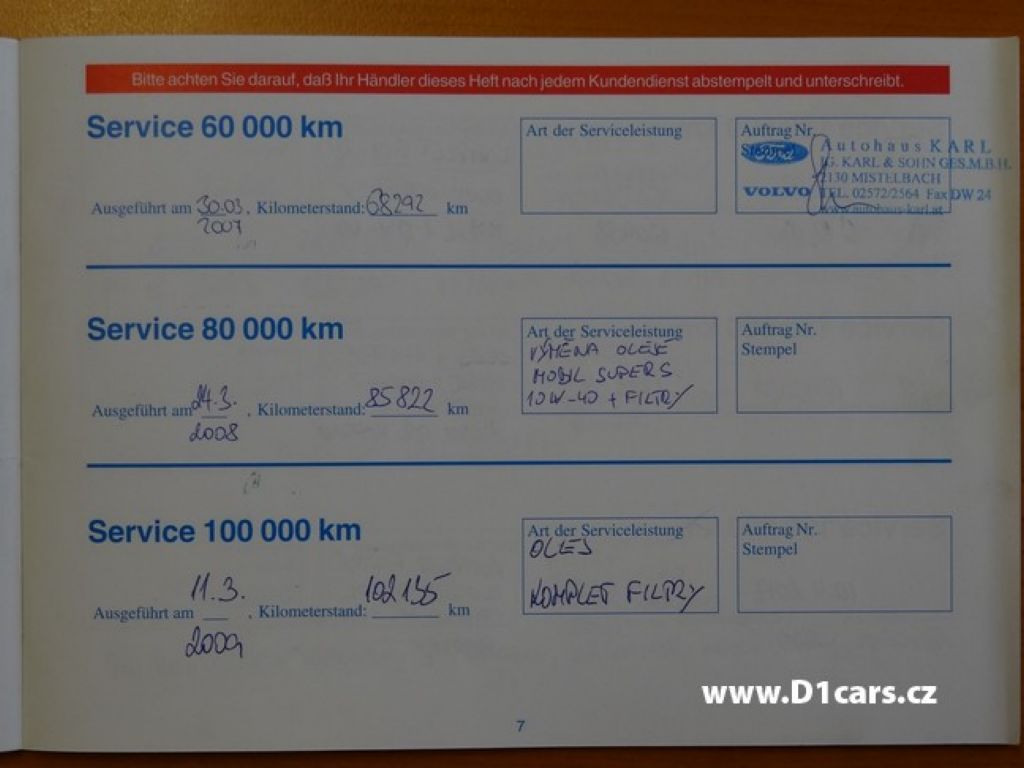 Bitte achten Sie darauf, daß Ihr Händler dieses Heft nach jedem Kundendienst abstempelt und unterschreibt.
Service 60 000 km
Ausgeführt am 30.03. 2007, Kilometerstand: 68292 km
Art der Serviceleistung
Auftrag Nr.
Stempel
Ford
VOLVO
Autohaus KARL
G. KARL & SOHN GES.M.B.H.
2130 MISTELBACH
TEL. 02572/2564 Fax DW 24
www.autohaus-karl.at
Service 80 000 km
Ausgeführt am 24.3. 2008, Kilometerstand: 85822 km
Art der Serviceleistung
VÝMĚNA OLEJE
MOBIL SUPER S
10W-40 + FILTRY
Auftrag Nr.
Stempel
Service 100 000 km
Ausgeführt am 11.3. 2009, Kilometerstand: 102135 km
Art der Serviceleistung
OLEJ
KOMPLET FILTRY
Auftrag Nr.
Stempel
www.D1cars.cz
7